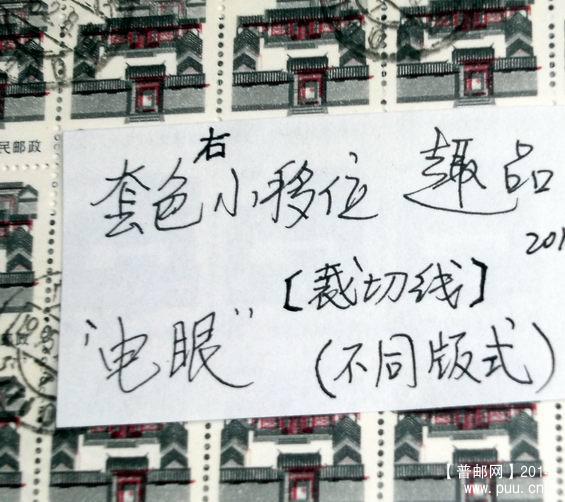 民邮政
右
套色小移位 趣品
201
[裁切线]
"电眼" (不同版式)
【普邮网】201
www.puu.cn